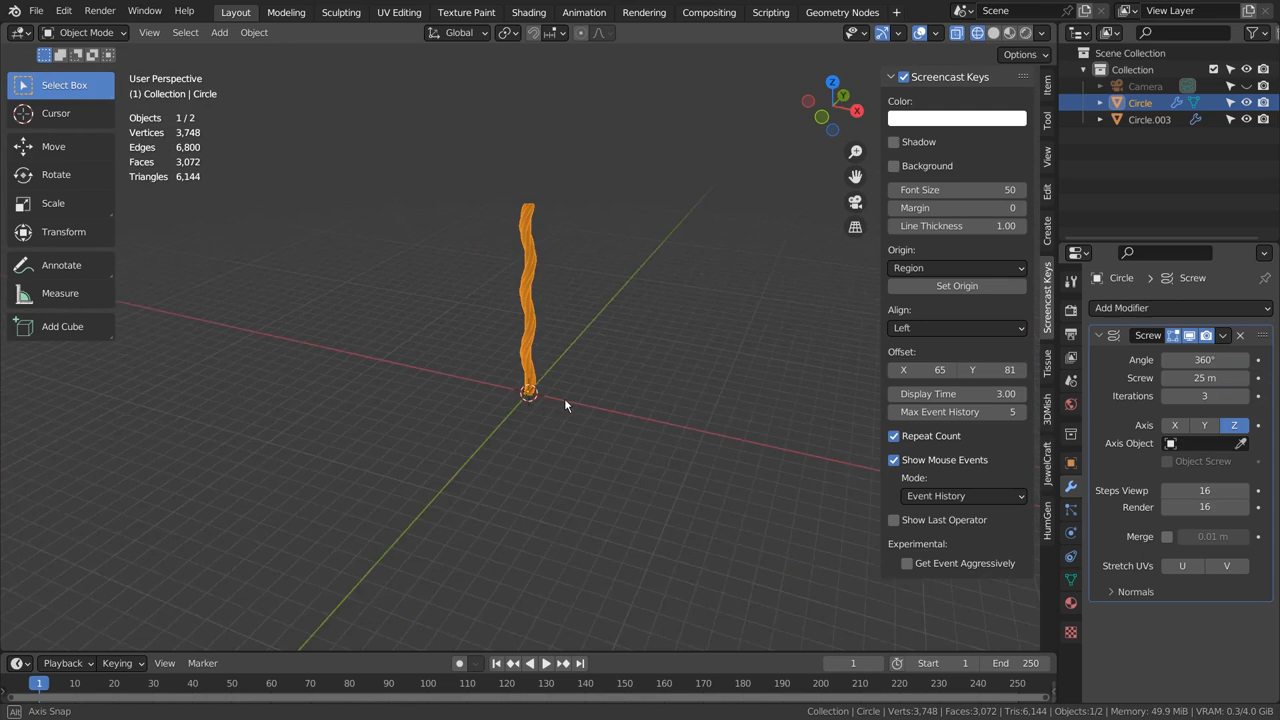 File Edit Render Window Help Layout Modeling Sculpting UV Editing Texture Paint Shading Animation Rendering Compositing Scripting Geometry Nodes Scene View Layer
Object Mode View Select Add Object Global
Options
Select Box
Cursor
Move
Rotate
Scale
Transform
Annotate
Measure
Add Cube
User Perspective
(1) Collection | Circle
Objects 1 / 2
Vertices 3,748
Edges 6,800
Faces 3,072
Triangles 6,144
Z
Y
X
Screencast Keys
Color:
Shadow
Background
Font Size 50
Margin 0
Line Thickness 1.00
Origin:
Region
Set Origin
Align:
Left
Offset:
X 65 Y 81
Display Time 3.00
Max Event History 5
Repeat Count
Show Mouse Events
Mode:
Event History
Show Last Operator
Experimental:
Get Event Aggressively
Item
Tool
View
Edit
Create
Screencast Keys
Tissue
3DMish
JewelCraft
HumGen
Scene Collection
Collection
Camera
Circle
Circle.003
Circle > Screw
Add Modifier
Screw
Angle 360°
Screw 25 m
Iterations 3
Axis X Y Z
Axis Object
Object Screw
Steps Viewp 16
Render 16
Merge 0.01 m
Stretch UVs U V
Normals
Playback Keying View Marker 1 Start 1 End 250
1 10 20 30 40 50 60 70 80 90 100 110 120 130 140 150 160 170 180 190 200 210 220 230 240 250
Alt Axis Snap Collection | Circle | Verts:3,748 | Faces:3,072 | Tris:6,144 | Objects:1/2 | Memory: 49.9 MiB | VRAM: 0.3/4.0 GiB